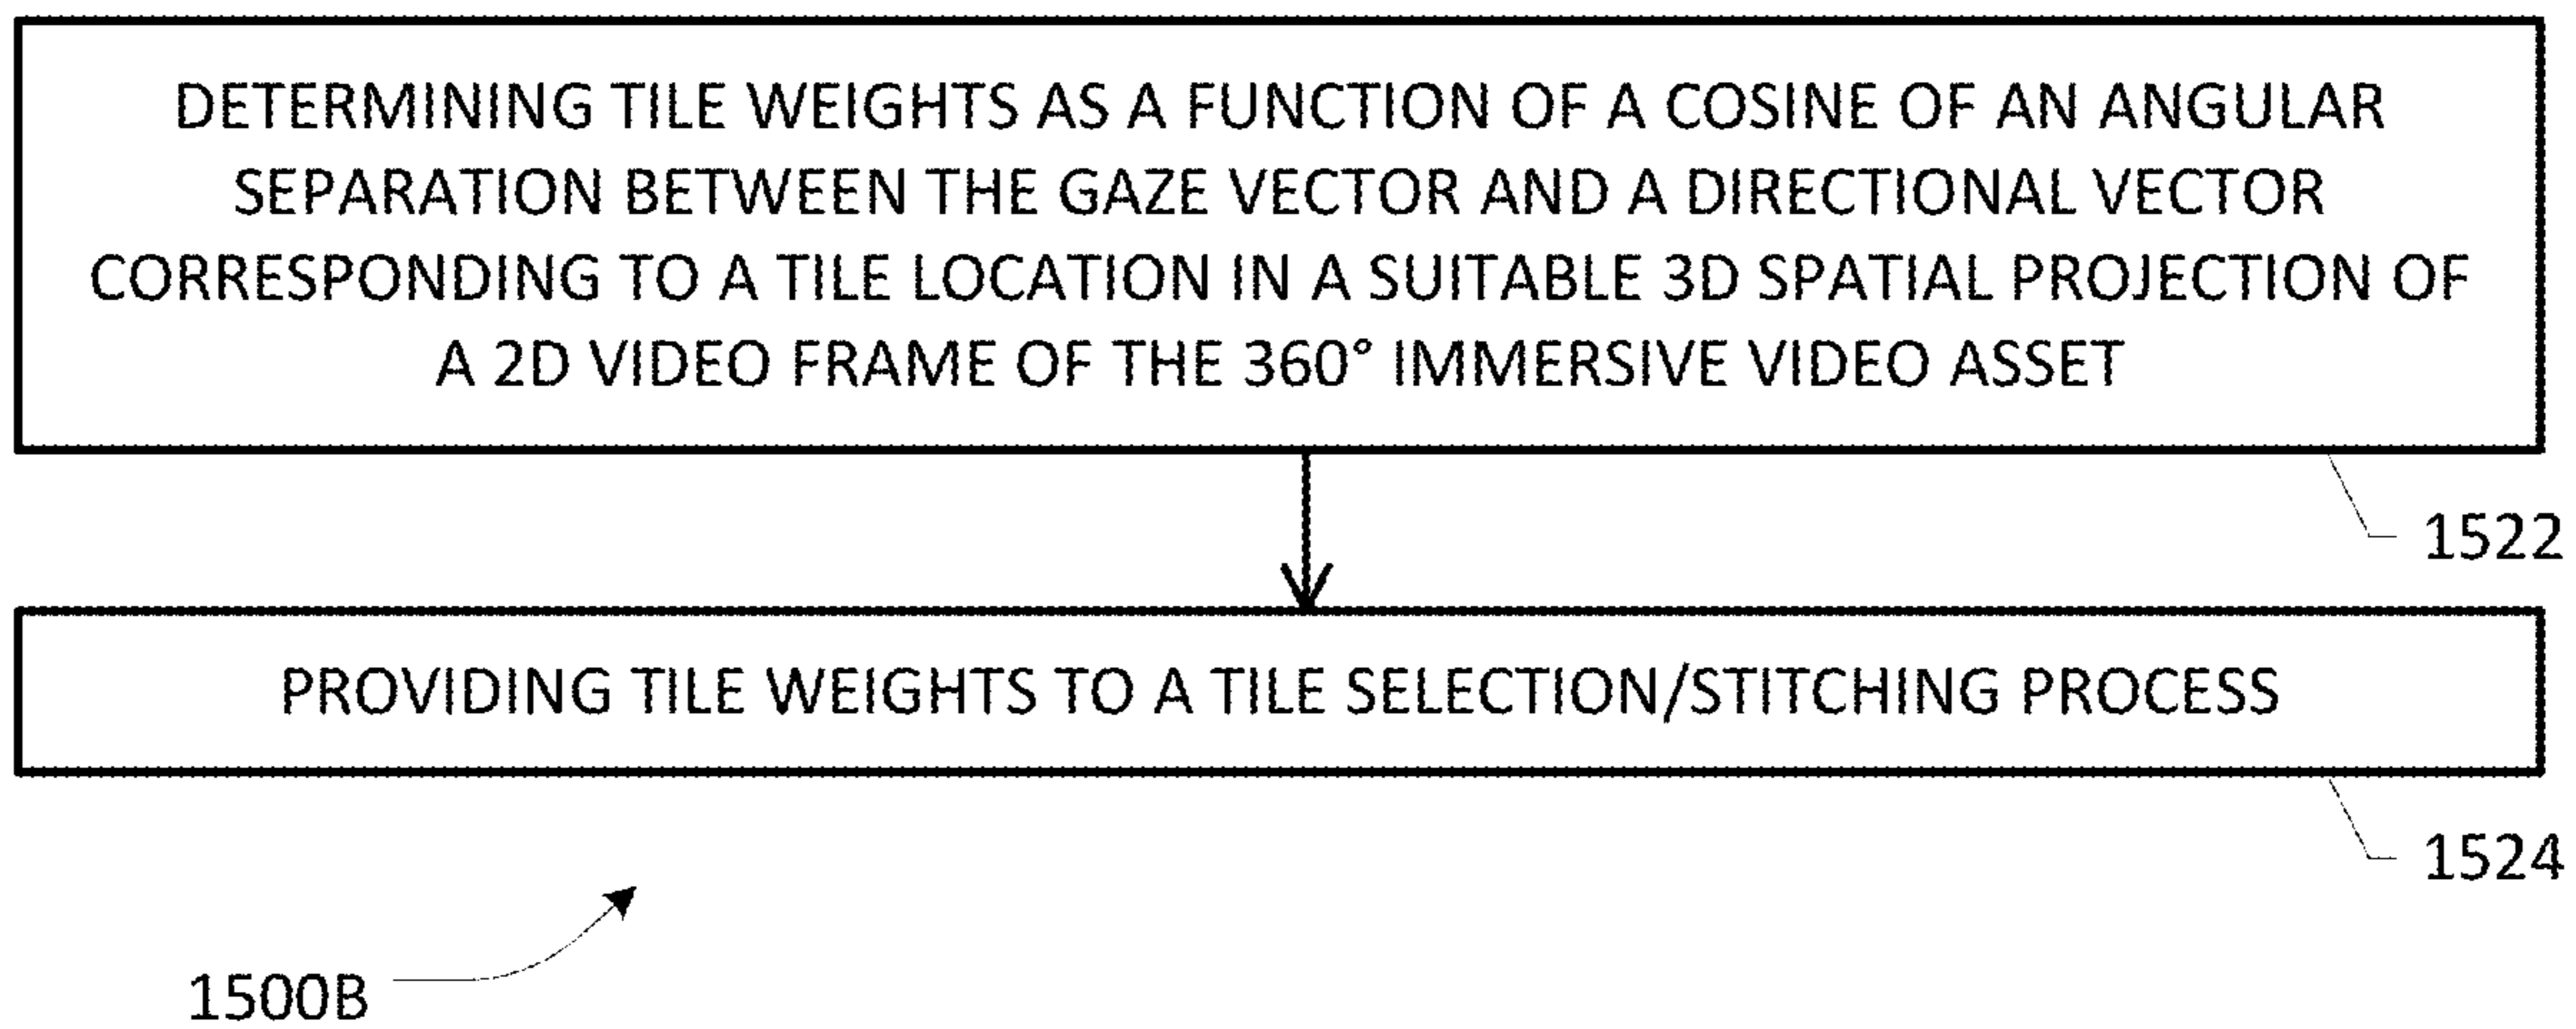 DETERMINING TILE WEIGHTS AS A FUNCTION OF A COSINE OF AN ANGULAR
SEPARATION BETWEEN THE GAZE VECTOR AND A DIRECTIONAL VECTOR
CORRESPONDING TO A TILE LOCATION IN A SUITABLE 3D SPATIAL PROJECTION OF
A 2D VIDEO FRAME OF THE 360° IMMERSIVE VIDEO ASSET
1522
PROVIDING TILE WEIGHTS TO A TILE SELECTION/STITCHING PROCESS
1524
1500B